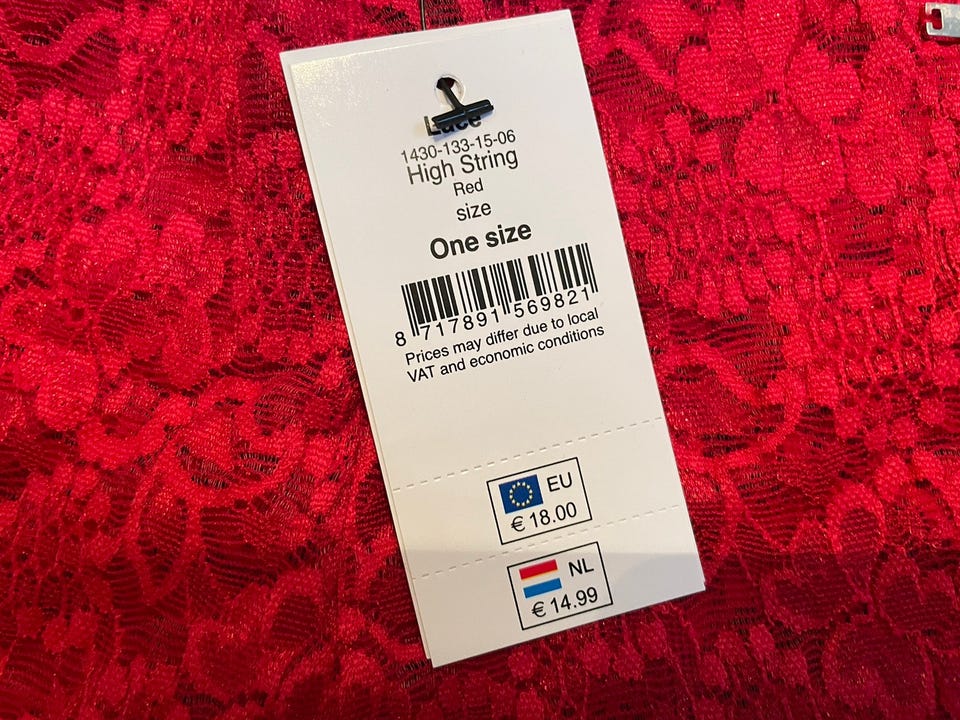 Lace
1430-133-15-06
High String
Red
size
One size
8 717891 569821
Prices may differ due to local
VAT and economic conditions
EU
€ 18.00
NL
€ 14.99